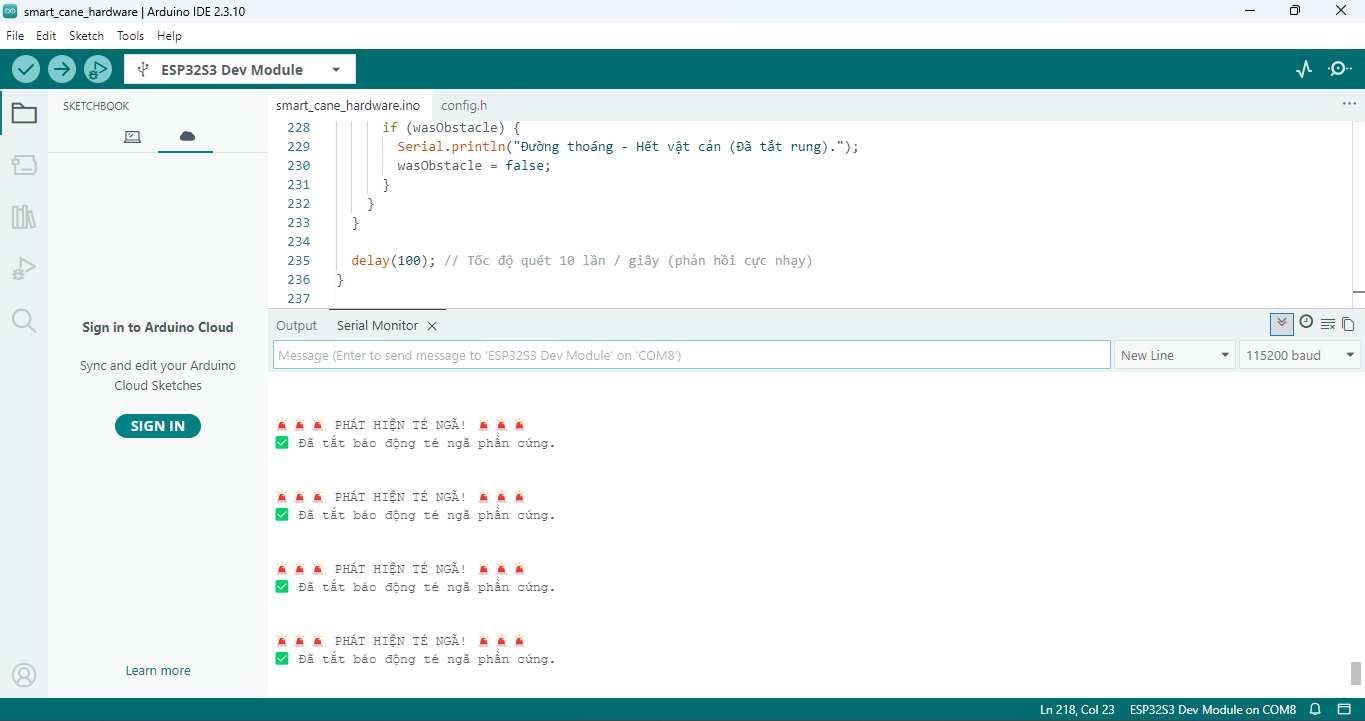 smart_cane_hardware | Arduino IDE 2.3.10
File Edit Sketch Tools Help
ESP32S3 Dev Module
SKETCHBOOK
Sign in to Arduino Cloud
Sync and edit your Arduino
Cloud Sketches
SIGN IN
Learn more
smart_cane_hardware.ino config.h
228 if (wasObstacle) {
229 Serial.println("Đường thoáng - Hết vật cản (Đã tắt rung).");
230 wasObstacle = false;
231 }
232 }
233 }
234
235 delay(100); // Tốc độ quét 10 lần / giây (phản hồi cực nhạy)
236 }
237
Output Serial Monitor
Message (Enter to send message to 'ESP32S3 Dev Module' on 'COM8')
New Line
115200 baud
🚨 🚨 🚨 PHÁT HIỆN TÉ NGÃ! 🚨 🚨 🚨
✅ Đã tắt báo động té ngã phần cứng.
🚨 🚨 🚨 PHÁT HIỆN TÉ NGÃ! 🚨 🚨 🚨
✅ Đã tắt báo động té ngã phần cứng.
🚨 🚨 🚨 PHÁT HIỆN TÉ NGÃ! 🚨 🚨 🚨
✅ Đã tắt báo động té ngã phần cứng.
🚨 🚨 🚨 PHÁT HIỆN TÉ NGÃ! 🚨 🚨 🚨
✅ Đã tắt báo động té ngã phần cứng.
Ln 218, Col 23 ESP32S3 Dev Module on COM8